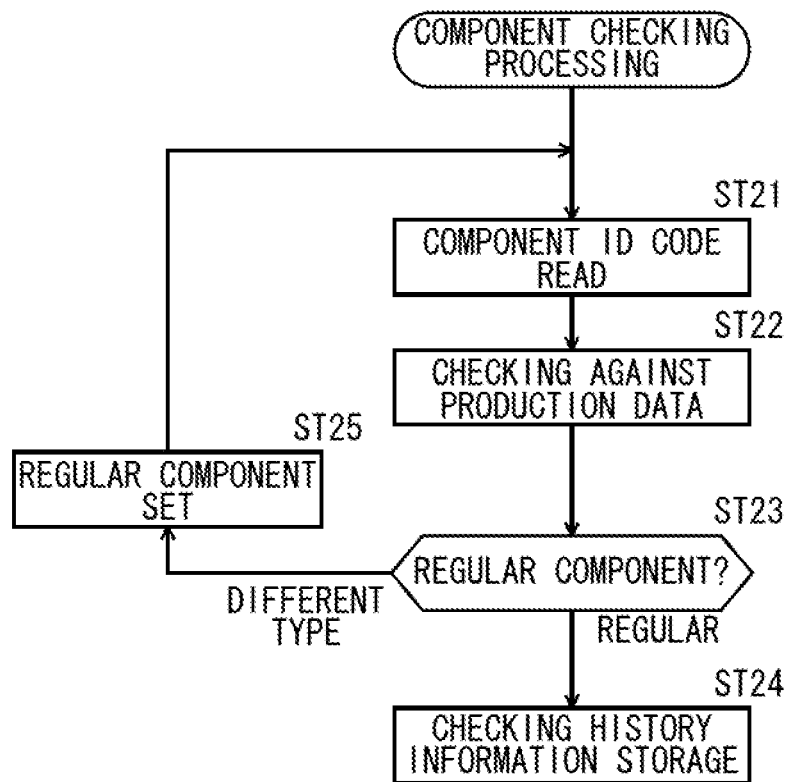 COMPONENT CHECKING
PROCESSING
ST21
COMPONENT ID CODE
READ
ST22
CHECKING AGAINST
PRODUCTION DATA
ST25
REGULAR COMPONENT
SET
ST23
REGULAR COMPONENT?
DIFFERENT
TYPE
REGULAR
ST24
CHECKING HISTORY
INFORMATION STORAGE